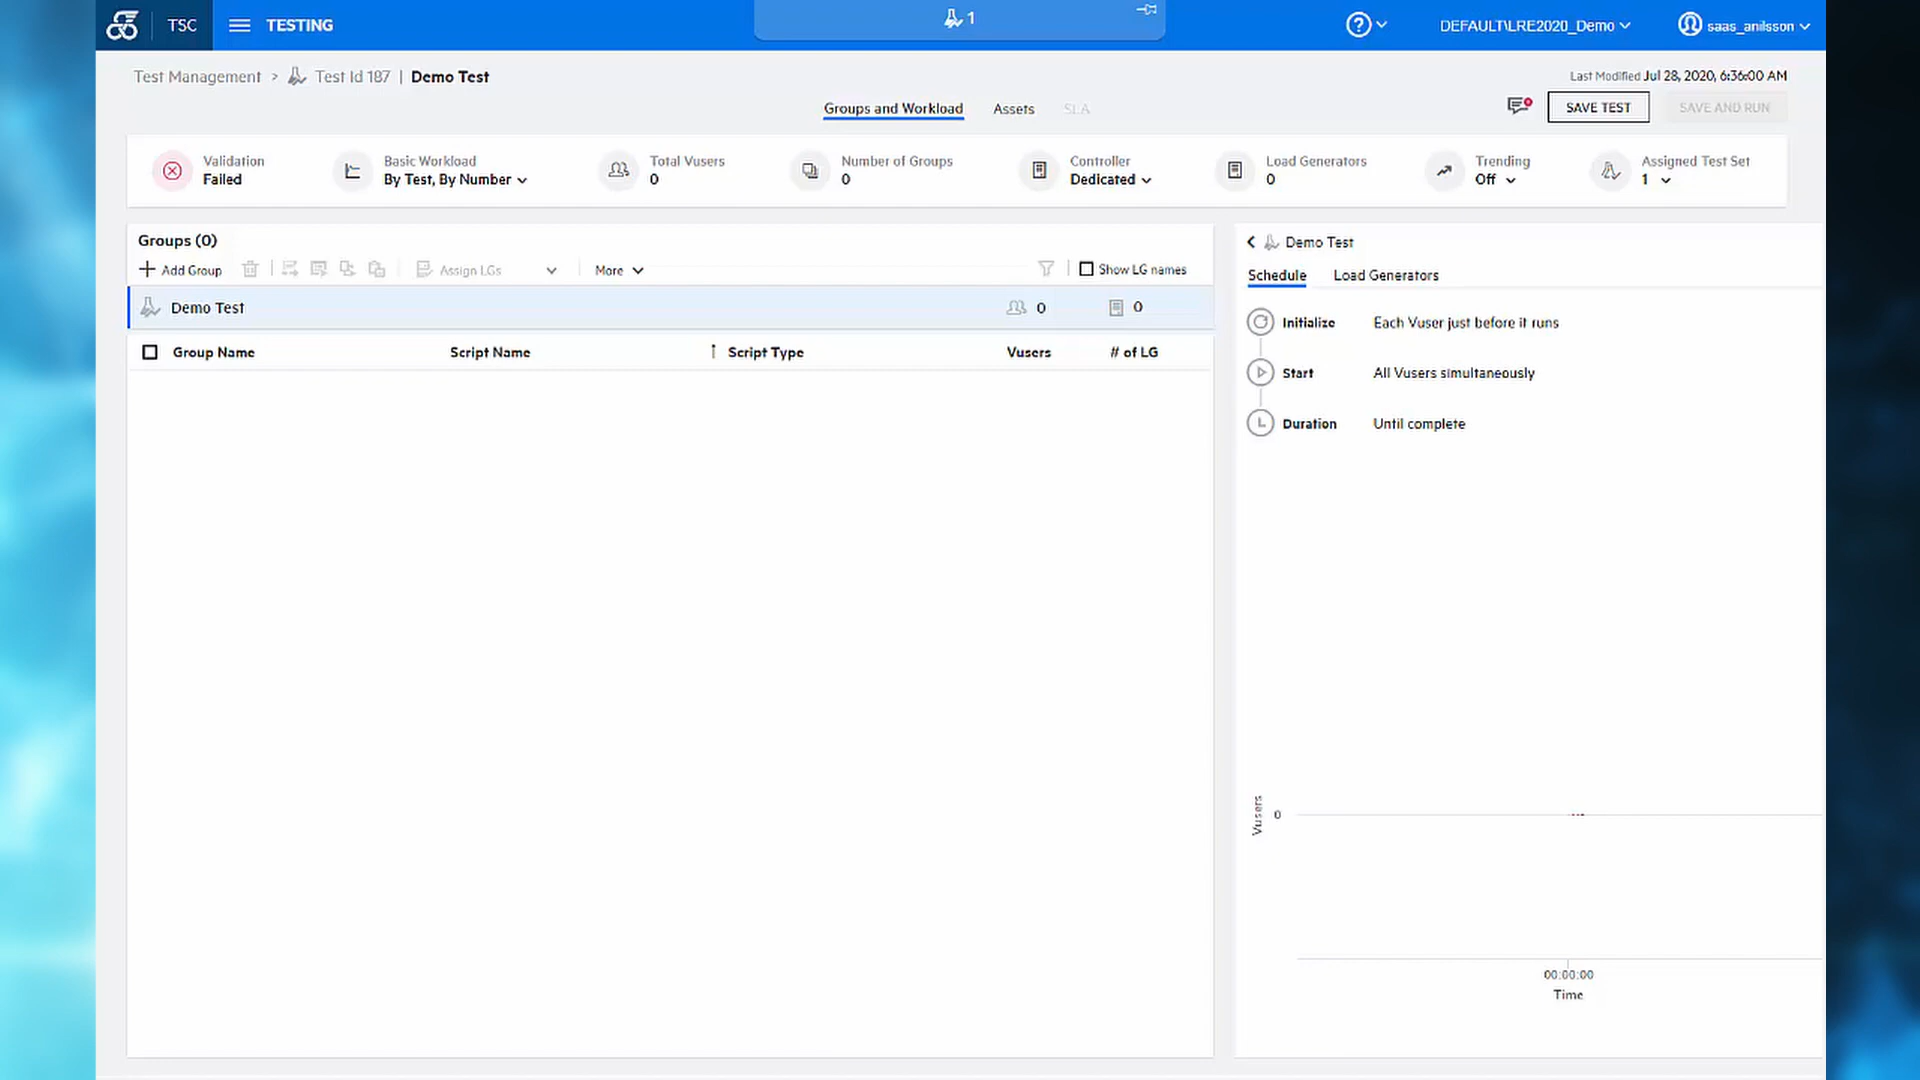 TSC TESTING 1 DEFAULT\LRE2020_Demo saas_anilsson
Test Management > Test Id 187 | Demo Test
Last Modified Jul 28, 2020, 6:36:00 AM
Groups and Workload Assets SLA
SAVE TEST SAVE AND RUN
Validation Basic Workload Total Vusers Number of Groups Controller Load Generators Trending Assigned Test Set
Failed By Test, By Number 0 0 Dedicated 0 Off 1
Groups (0)
Add Group Assign LGs More Show LG names
Demo Test 0 0
Group Name Script Name Script Type Vusers # of LG
Demo Test
Schedule Load Generators
Initialize Each Vuser just before it runs
Start All Vusers simultaneously
Duration Until complete
Vusers
0
00:00:00
Time